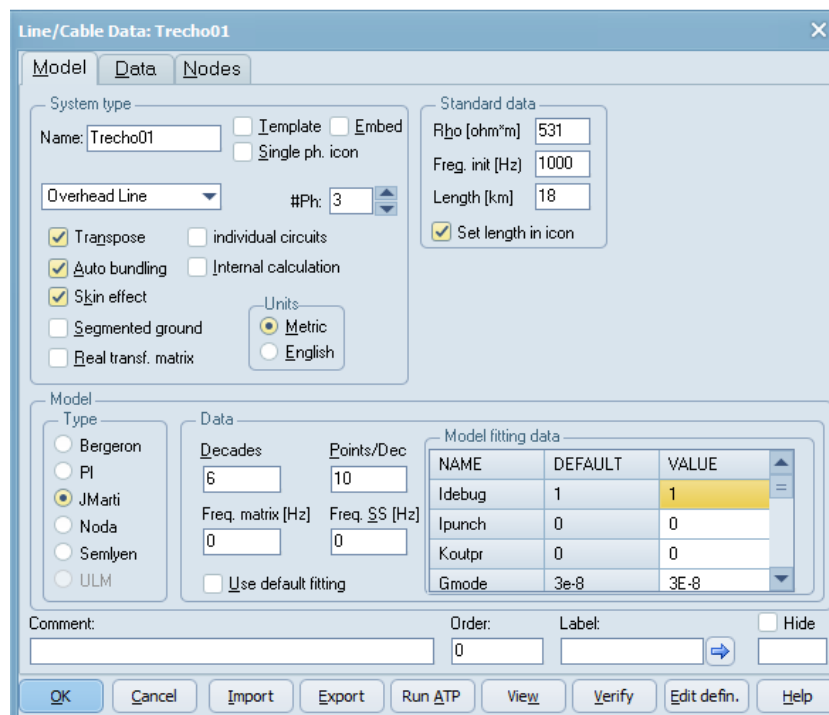 Line/Cable Data: Trecho01
Model Data Nodes
System type
Name: Trecho01 Template Embed
Single ph. icon
Overhead Line #Ph: 3
Transpose individual circuits
Auto bundling Internal calculation
Skin effect
Segmented ground
Real transf. matrix
Units
Metric
English
Standard data
Rho [ohm*m] 531
Freq. init [Hz) 1000
Length [km] 18
Set length in icon
Model
Type
Bergeron
PI
JMarti
Noda
Semlyen
ULM
Data
Decades Points/Dec
6 10
Freq. matrix [Hz] Freq. SS [Hz]
0 0
Use default fitting
Model fitting data
NAME DEFAULT VALUE
Idebug 1 1
Ipunch 0 0
Koutpr 0 0
Gmode 3e-8 3E-8
Comment: Order: Label: Hide
0
OK Cancel Import Export Run ATP View Verify Edit defin. Help